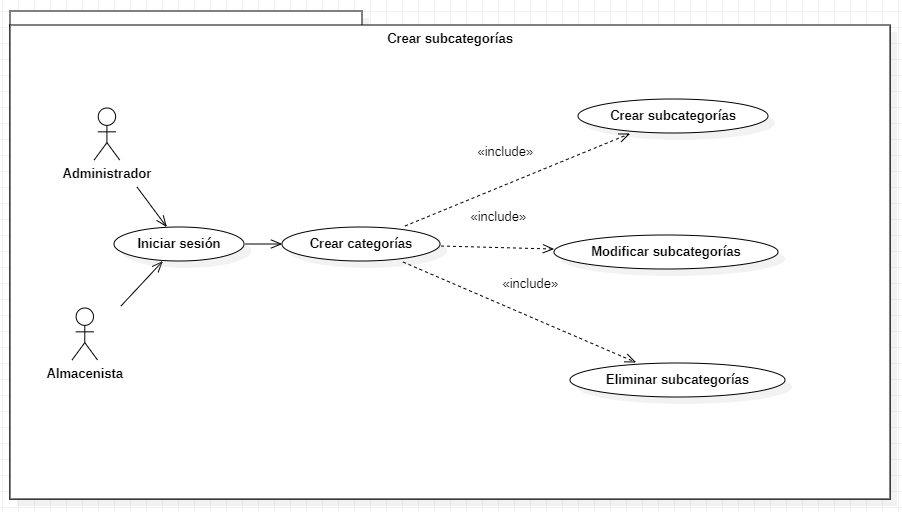 Crear subcategorías
Crear subcategorías
«include»
Administrador
«include»
Iniciar sesión
Crear categorías
Modificar subcategorías
«include»
Almacenista
Eliminar subcategorías